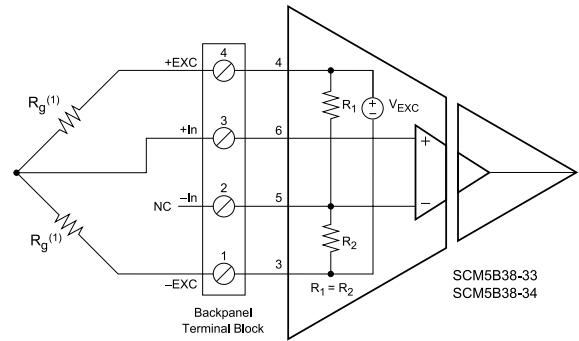 +EXC
4
4
Rg(1)
R1
+
−
VEXC
+In
3
6
+
NC
−In
2
5
−
Rg(1)
R2
1
3
−EXC
R1 = R2
SCM5B38-33
SCM5B38-34
Backpanel
Terminal Block